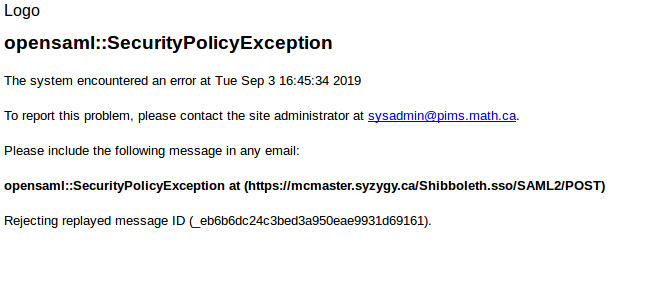 Logo
opensaml::SecurityPolicyException
The system encountered an error at Tue Sep 3 16:45:34 2019
To report this problem, please contact the site administrator at sysadmin@pims.math.ca.
Please include the following message in any email:
opensaml::SecurityPolicyException at (https://mcmaster.syzygy.ca/Shibboleth.sso/SAML2/POST)
Rejecting replayed message ID (_eb6b6dc24c3bed3a950eae9931d69161).